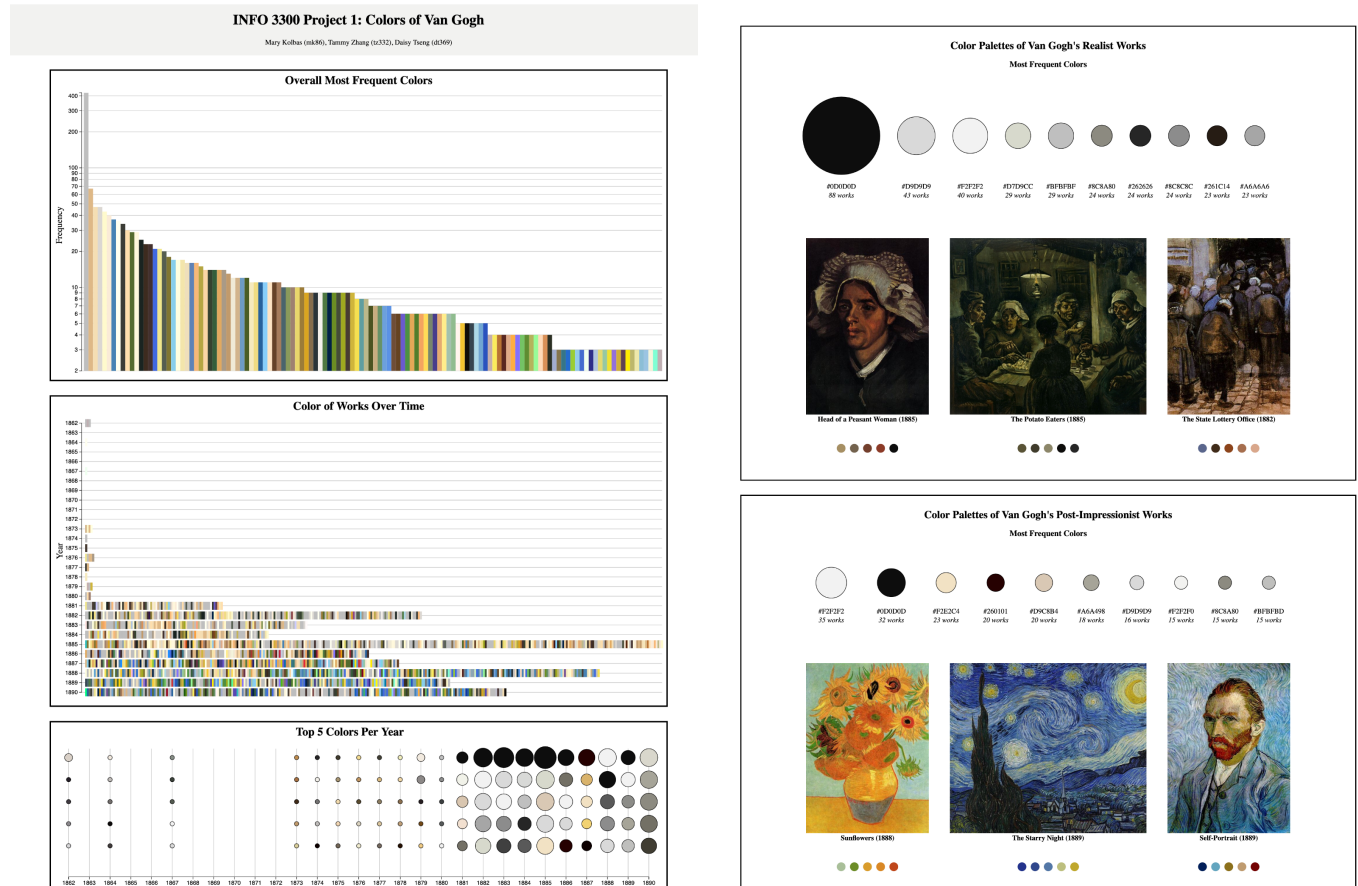 INFO 3300 Project 1: Colors of Van Gogh
Mary Kolbas (mk86), Tammy Zhang (tz332), Daisy Tseng (dt369)
Overall Most Frequent Colors
Frequency
400
300
200
100
90
80
70
60
50
40
30
20
10
9
8
7
6
5
4
3
2
Color of Works Over Time
Year
1862
1863
1864
1865
1866
1867
1868
1869
1870
1871
1872
1873
1874
1875
1876
1877
1878
1879
1880
1881
1882
1883
1884
1885
1886
1887
1888
1889
1890
Top 5 Colors Per Year
1862 1863 1864 1865 1866 1867 1868 1869 1870 1871 1872 1873 1874 1875 1876 1877 1878 1879 1880 1881 1882 1883 1884 1885 1886 1887 1888 1889 1890
Color Palettes of Van Gogh's Realist Works
Most Frequent Colors
#0D0D0D #D9D9D9 #F2F2F2 #D7D9CC #BFBFBF #8C8A80 #262626 #8C8C8C #261C14 #A6A6A6
88 works 43 works 40 works 29 works 29 works 24 works 24 works 24 works 23 works 23 works
Head of a Peasant Woman (1885) The Potato Eaters (1885) The State Lottery Office (1882)
Color Palettes of Van Gogh's Post-Impressionist Works
Most Frequent Colors
#F2F2F2 #0D0D0D #F2E2C4 #260101 #D9C8B4 #A6A498 #D9D9D9 #F2F2F0 #8C8A80 #BFBFBD
35 works 32 works 23 works 20 works 20 works 18 works 16 works 15 works 15 works 15 works
Sunflowers (1888) The Starry Night (1889) Self-Portrait (1889)